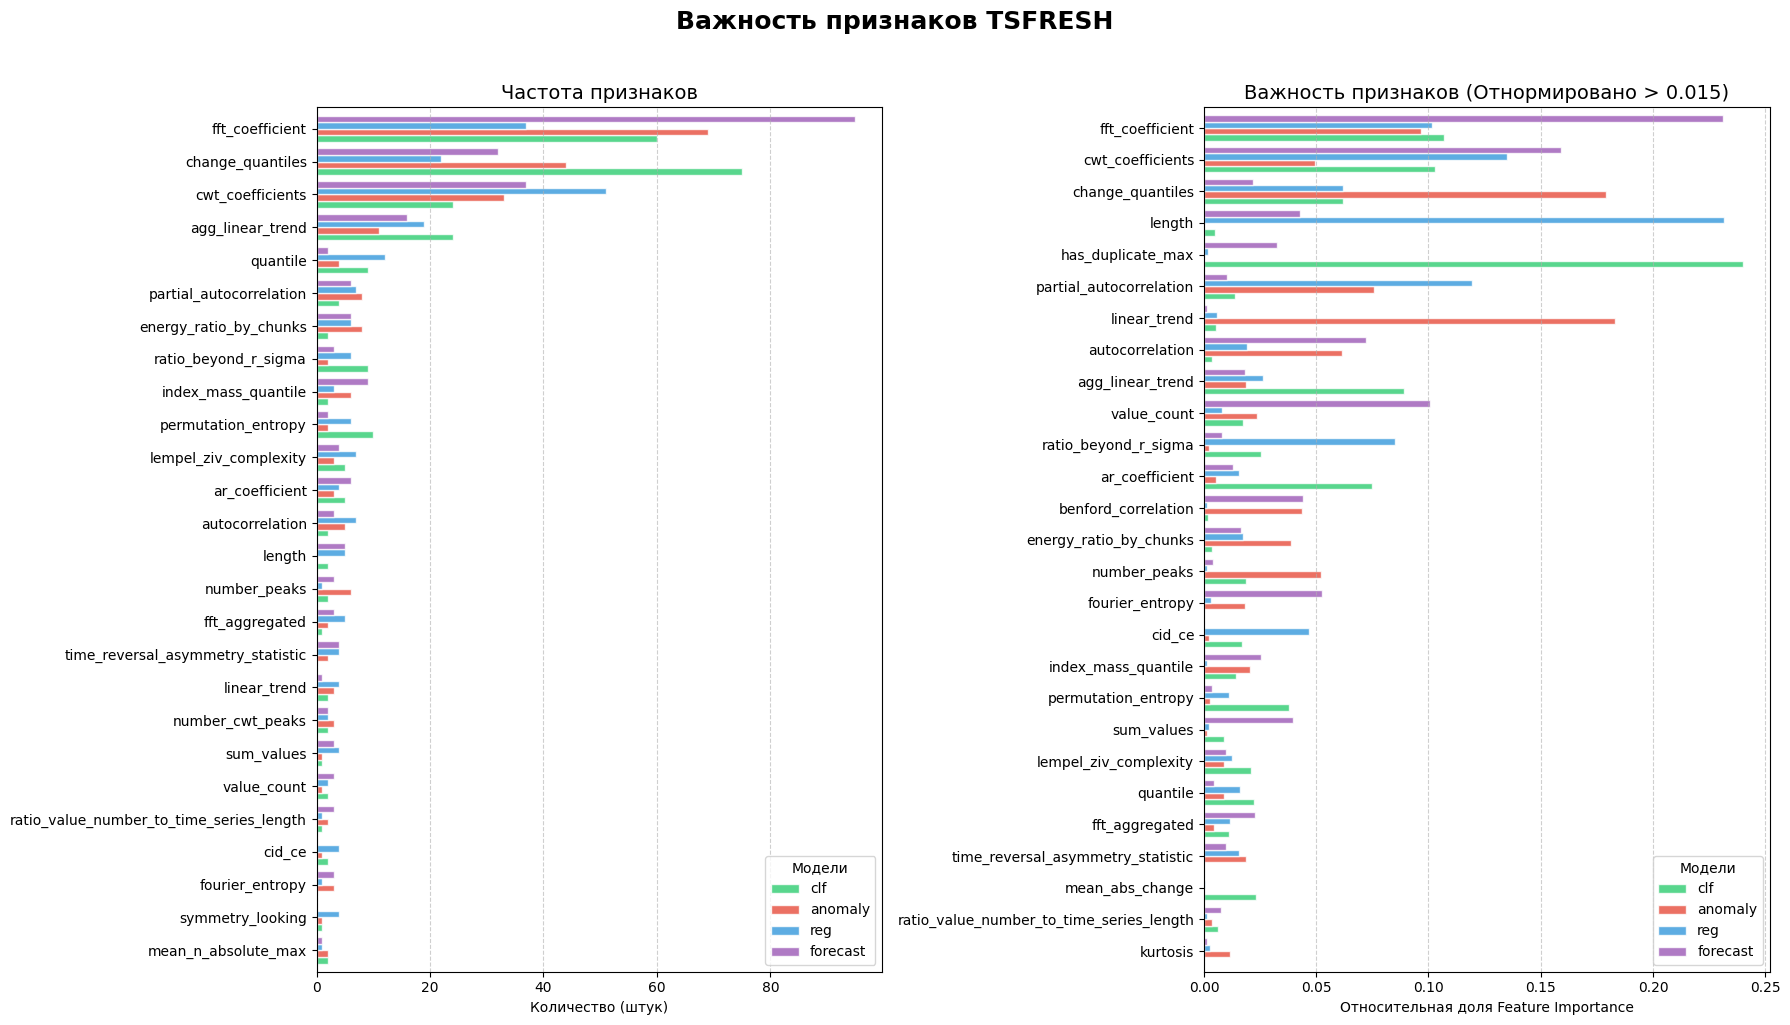 Важность признаков TSFRESH
Частота признаков
fft_coefficient
change_quantiles
cwt_coefficients
agg_linear_trend
quantile
partial_autocorrelation
energy_ratio_by_chunks
ratio_beyond_r_sigma
index_mass_quantile
permutation_entropy
lempel_ziv_complexity
ar_coefficient
autocorrelation
length
number_peaks
fft_aggregated
time_reversal_asymmetry_statistic
linear_trend
number_cwt_peaks
sum_values
value_count
ratio_value_number_to_time_series_length
cid_ce
fourier_entropy
symmetry_looking
mean_n_absolute_max
0 20 40 60 80
Количество (штук)
Модели
clf
anomaly
reg
forecast
Важность признаков (Отнормировано > 0.015)
fft_coefficient
cwt_coefficients
change_quantiles
length
has_duplicate_max
partial_autocorrelation
linear_trend
autocorrelation
agg_linear_trend
value_count
ratio_beyond_r_sigma
ar_coefficient
benford_correlation
energy_ratio_by_chunks
number_peaks
fourier_entropy
cid_ce
index_mass_quantile
permutation_entropy
sum_values
lempel_ziv_complexity
quantile
fft_aggregated
time_reversal_asymmetry_statistic
mean_abs_change
ratio_value_number_to_time_series_length
kurtosis
0.00 0.05 0.10 0.15 0.20 0.25
Относительная доля Feature Importance
Модели
clf
anomaly
reg
forecast